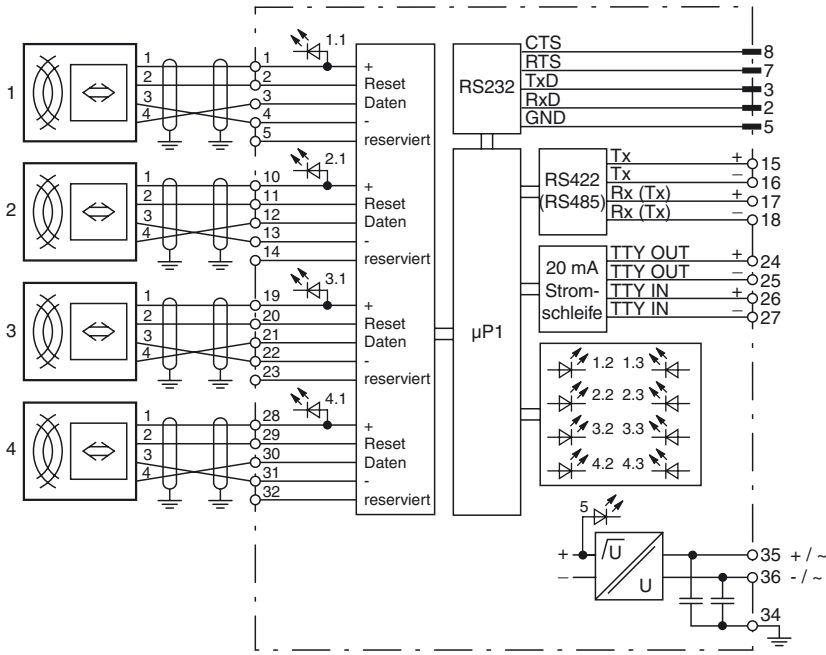 1
1 2 3 4
1 2 3 4 5
1.1
+
Reset
Daten
-
reserviert
2
1 2 3 4
10 11 12 13 14
2.1
+
Reset
Daten
-
reserviert
3
1 2 3 4
19 20 21 22 23
3.1
+
Reset
Daten
-
reserviert
4
1 2 3 4
28 29 30 31 32
4.1
+
Reset
Daten
-
reserviert
RS232
CTS 8
RTS 7
TxD 3
RxD 2
GND 5
µP1
RS422
(RS485)
Tx + 15
Tx – 16
Rx (Tx) + 17
Rx (Tx) – 18
20 mA
Strom-
schleife
TTY OUT + 24
TTY OUT – 25
TTY IN + 26
TTY IN – 27
1.2 1.3
2.2 2.3
3.2 3.3
4.2 4.3
5
+
–
√U
U
35 + / ~
36 - / ~
34